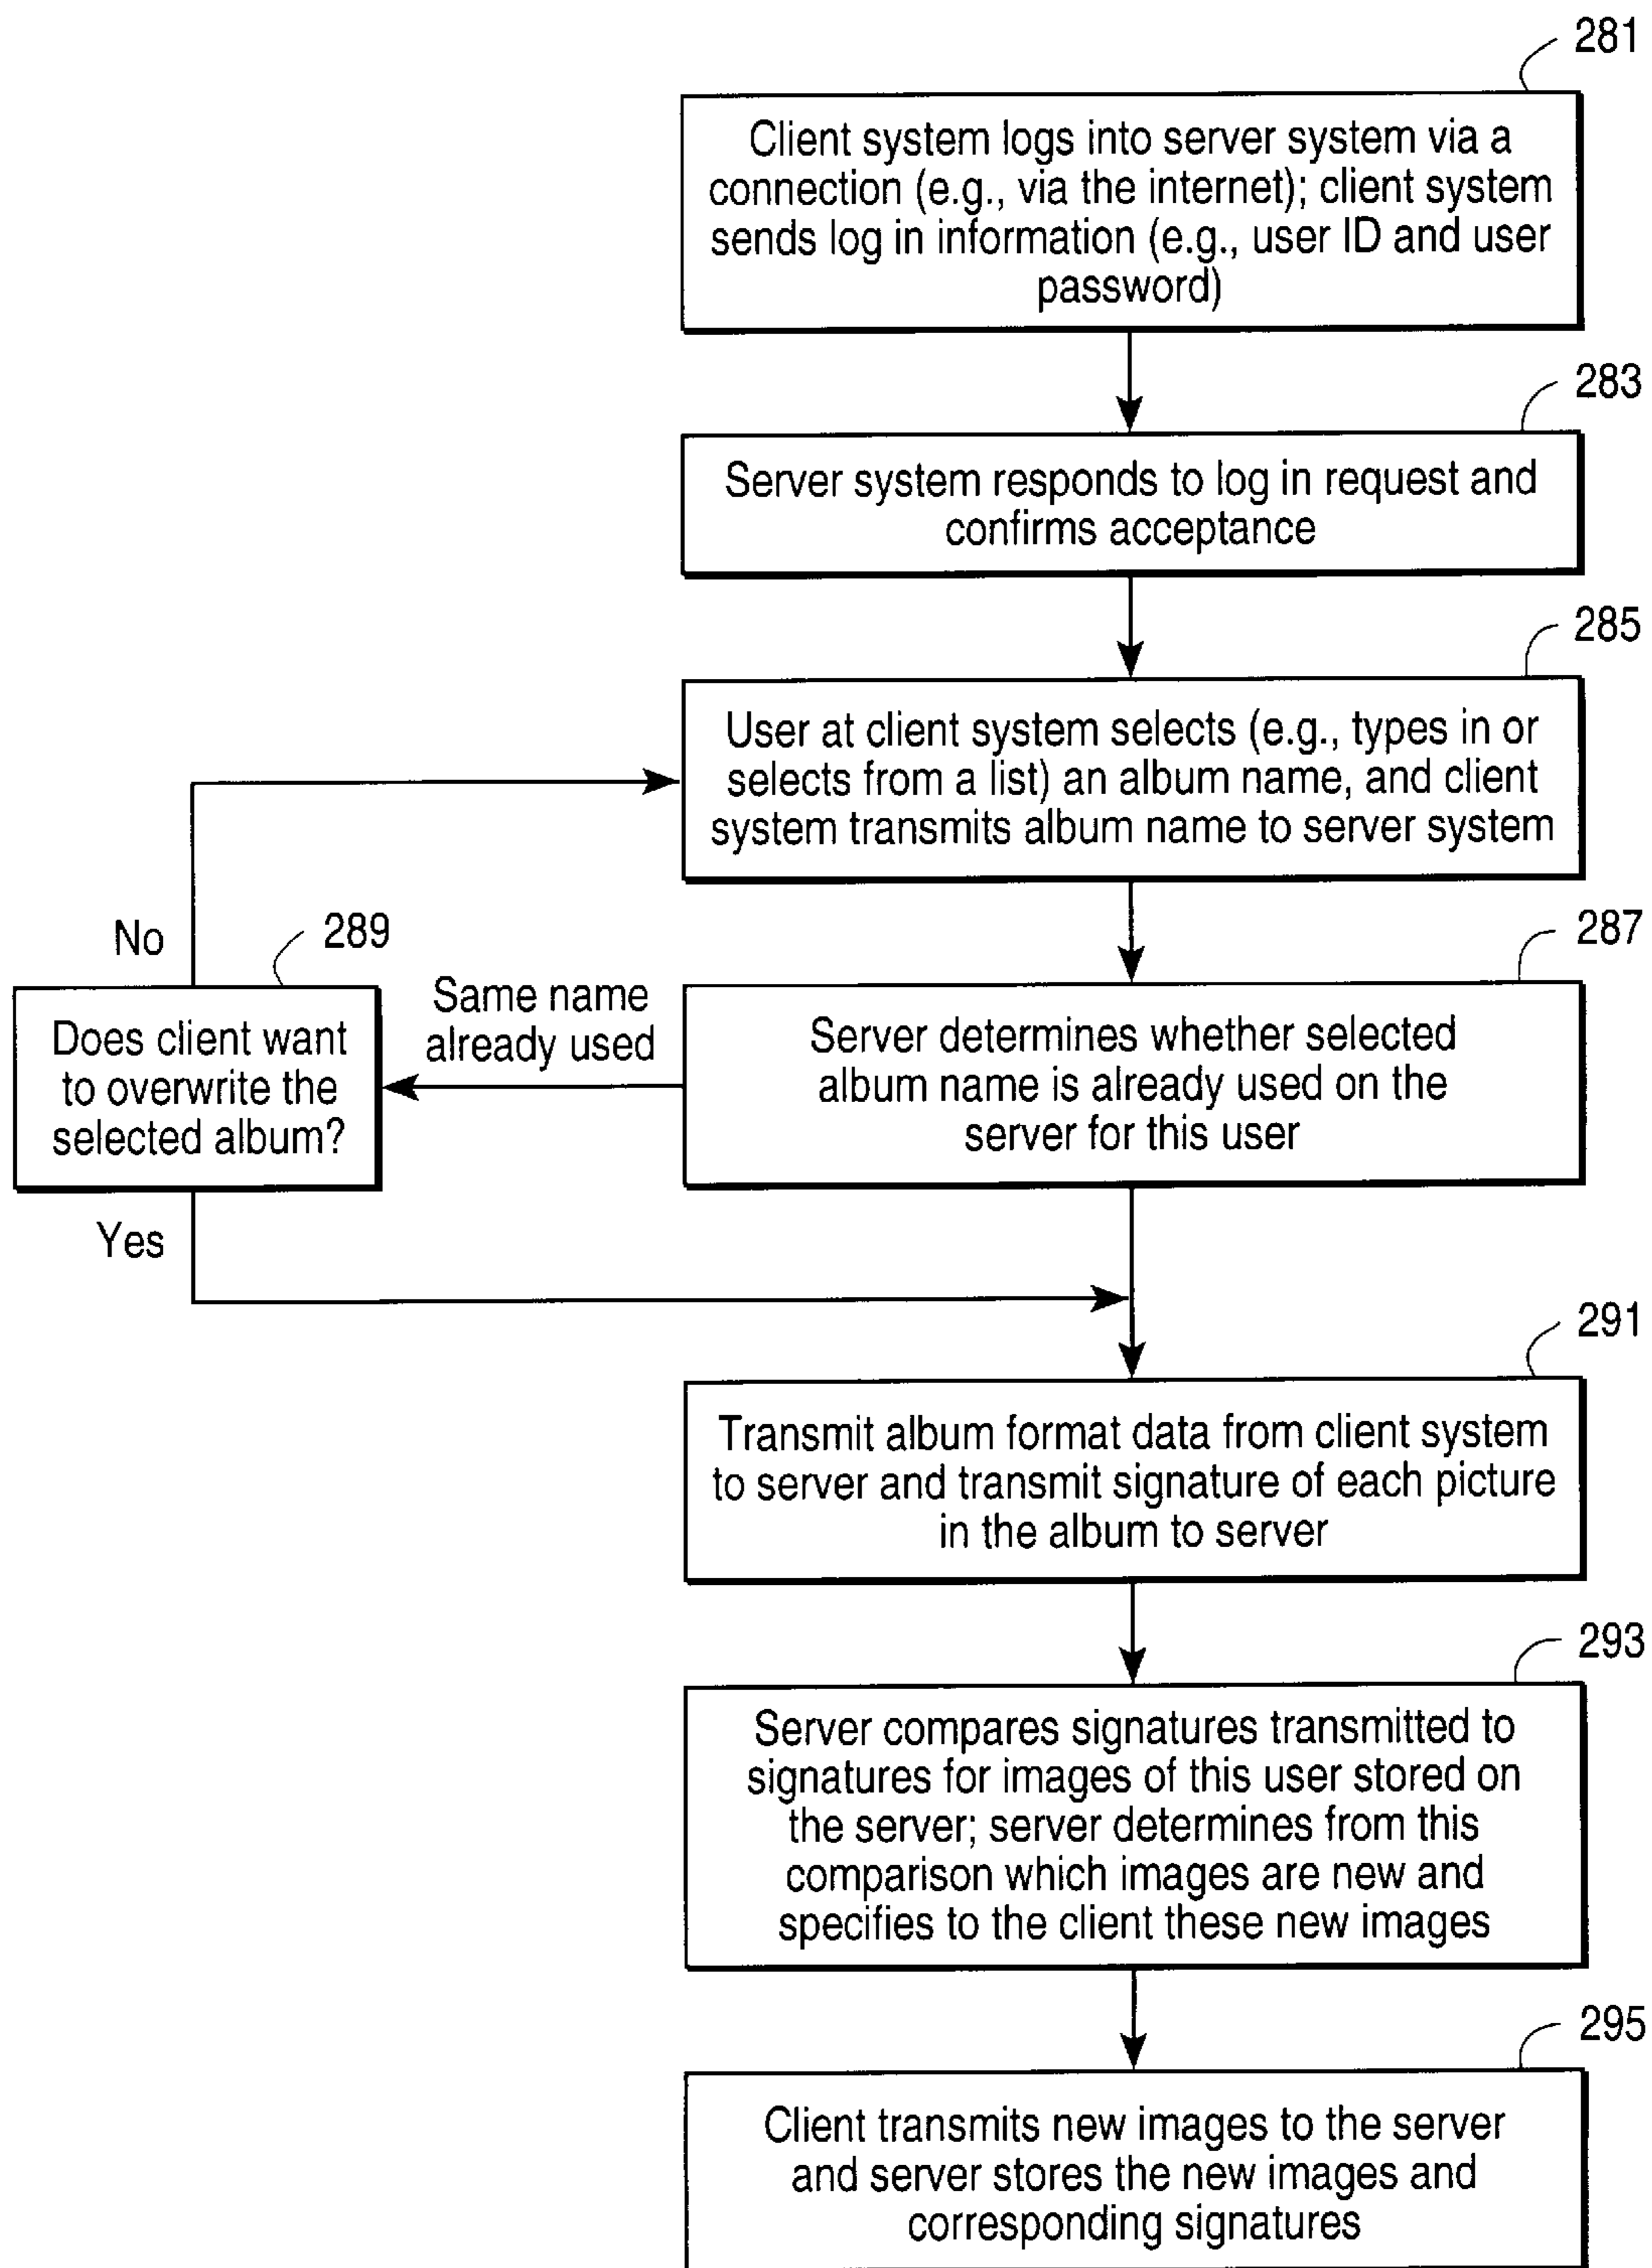 281
Client system logs into server system via a
connection (e.g., via the internet); client system
sends log in information (e.g., user ID and user
password)
283
Server system responds to log in request and
confirms acceptance
285
User at client system selects (e.g., types in or
selects from a list) an album name, and client
system transmits album name to server system
287
Server determines whether selected
album name is already used on the
server for this user
Same name
already used
289
No
Does client want
to overwrite the
selected album?
Yes
291
Transmit album format data from client system
to server and transmit signature of each picture
in the album to server
293
Server compares signatures transmitted to
signatures for images of this user stored on
the server; server determines from this
comparison which images are new and
specifies to the client these new images
295
Client transmits new images to the server
and server stores the new images and
corresponding signatures